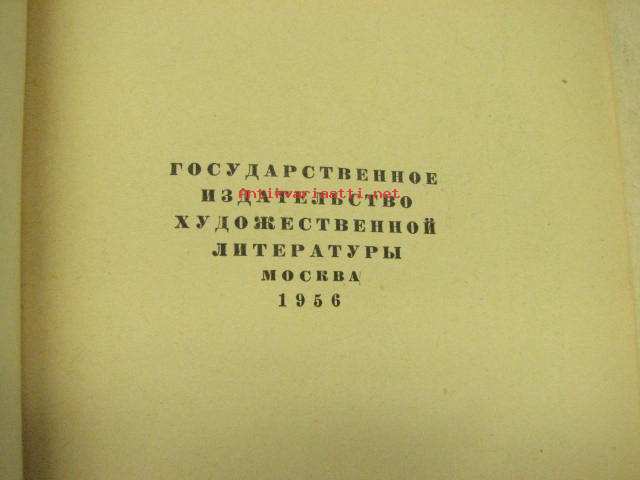 ГОСУДАРСТВЕННОЕ
ИЗДАТЕЛЬСТВО
Antikvariaatti.net
ХУДОЖЕСТВЕННОЙ
ЛИТЕРАТУРЫ
МОСКВА
1956